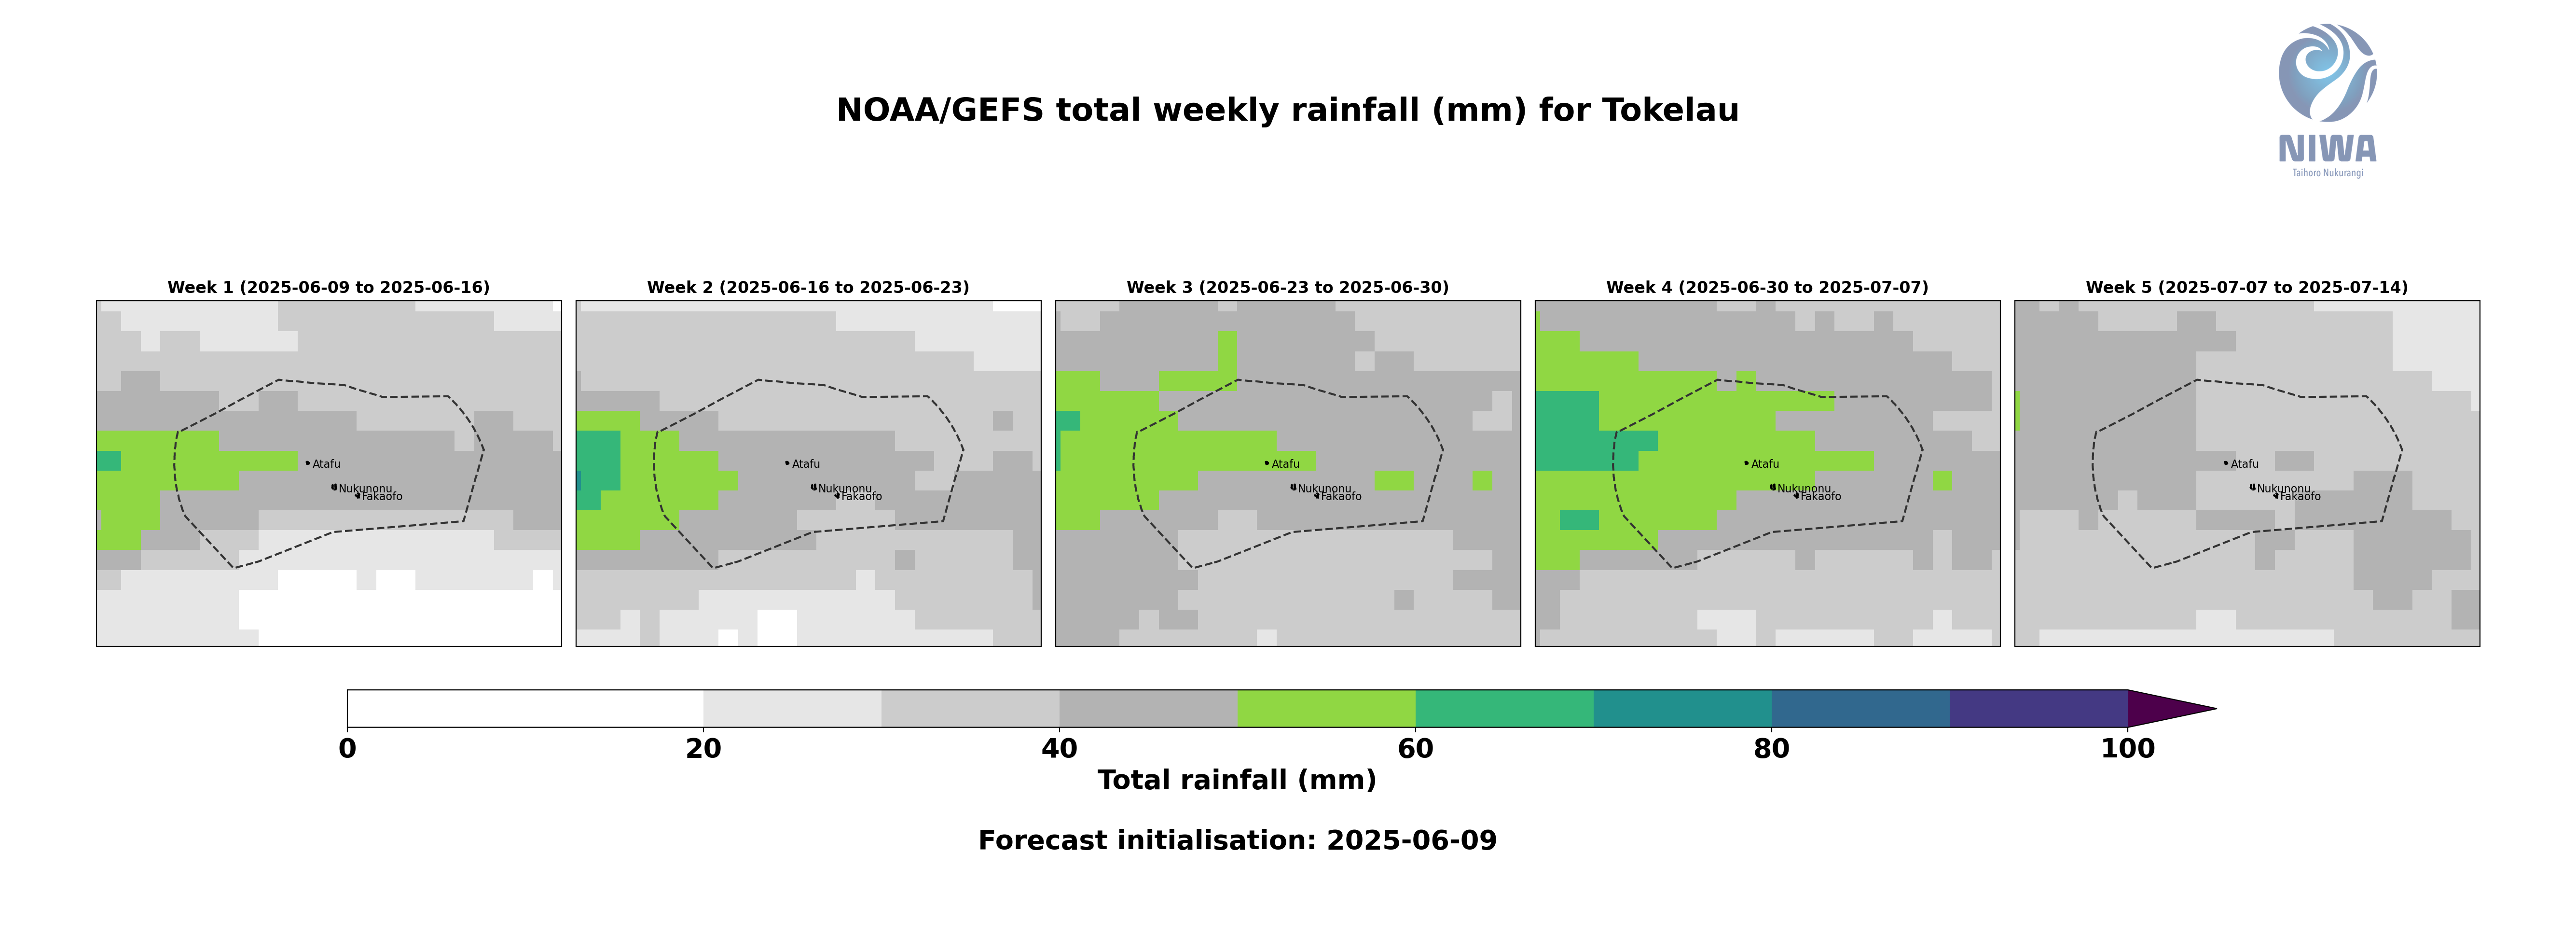 NOAA/GEFS total weekly rainfall (mm) for Tokelau
NIWA
Taihoro Nukurangi
Week 1 (2025-06-09 to 2025-06-16)
Week 2 (2025-06-16 to 2025-06-23)
Week 3 (2025-06-23 to 2025-06-30)
Week 4 (2025-06-30 to 2025-07-07)
Week 5 (2025-07-07 to 2025-07-14)
Atafu
Nukunonu
Fakaofo
Atafu
Nukunonu
Fakaofo
Atafu
Nukunonu
Fakaofo
Atafu
Nukunonu
Fakaofo
Atafu
Nukunonu
Fakaofo
0 20 40 60 80 100
Total rainfall (mm)
Forecast initialisation: 2025-06-09